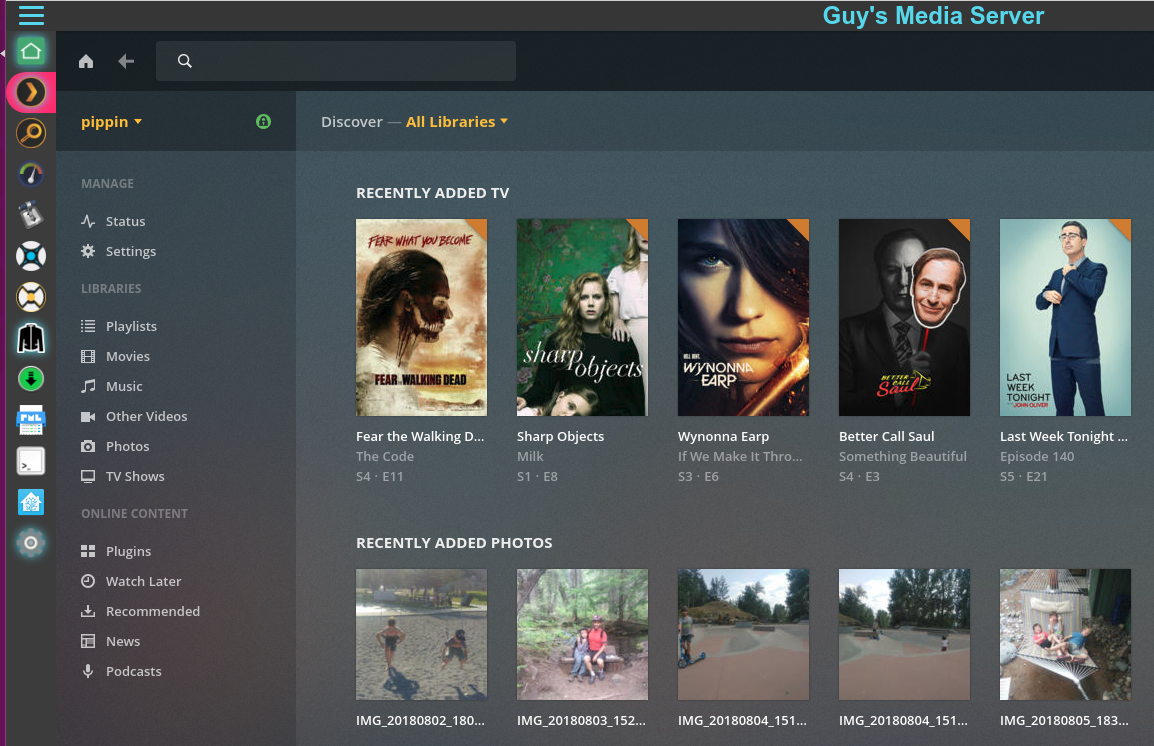 Guy's Media Server
pippin
Discover — All Libraries
MANAGE
Status
Settings
LIBRARIES
Playlists
Movies
Music
Other Videos
Photos
TV Shows
ONLINE CONTENT
Plugins
Watch Later
Recommended
News
Podcasts
RECENTLY ADDED TV
FEAR WHAT YOU BECOME
FEAR THE WALKING DEAD
sharp
objects
WYNONNA
EARP
BETTER
CALL
Saul
LAST
WEEK
TONIGHT
JOHN OLIVER
Fear the Walking D...
The Code
S4 · E11
Sharp Objects
Milk
S1 · E8
Wynonna Earp
If We Make It Thro...
S3 · E6
Better Call Saul
Something Beautiful
S4 · E3
Last Week Tonight ...
Episode 140
S5 · E21
RECENTLY ADDED PHOTOS
IMG_20180802_180...
IMG_20180803_152...
IMG_20180804_151...
IMG_20180804_151...
IMG_20180805_183...